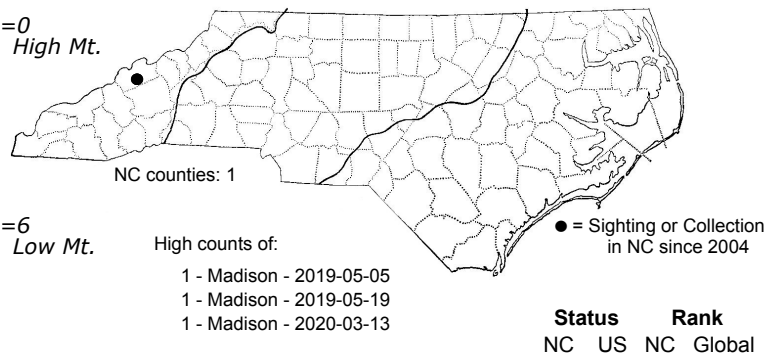 =0
High Mt.
NC counties: 1
=6
Low Mt.
High counts of:
1 - Madison - 2019-05-05
1 - Madison - 2019-05-19
1 - Madison - 2020-03-13
● = Sighting or Collection
in NC since 2004
Status Rank
NC US NC Global